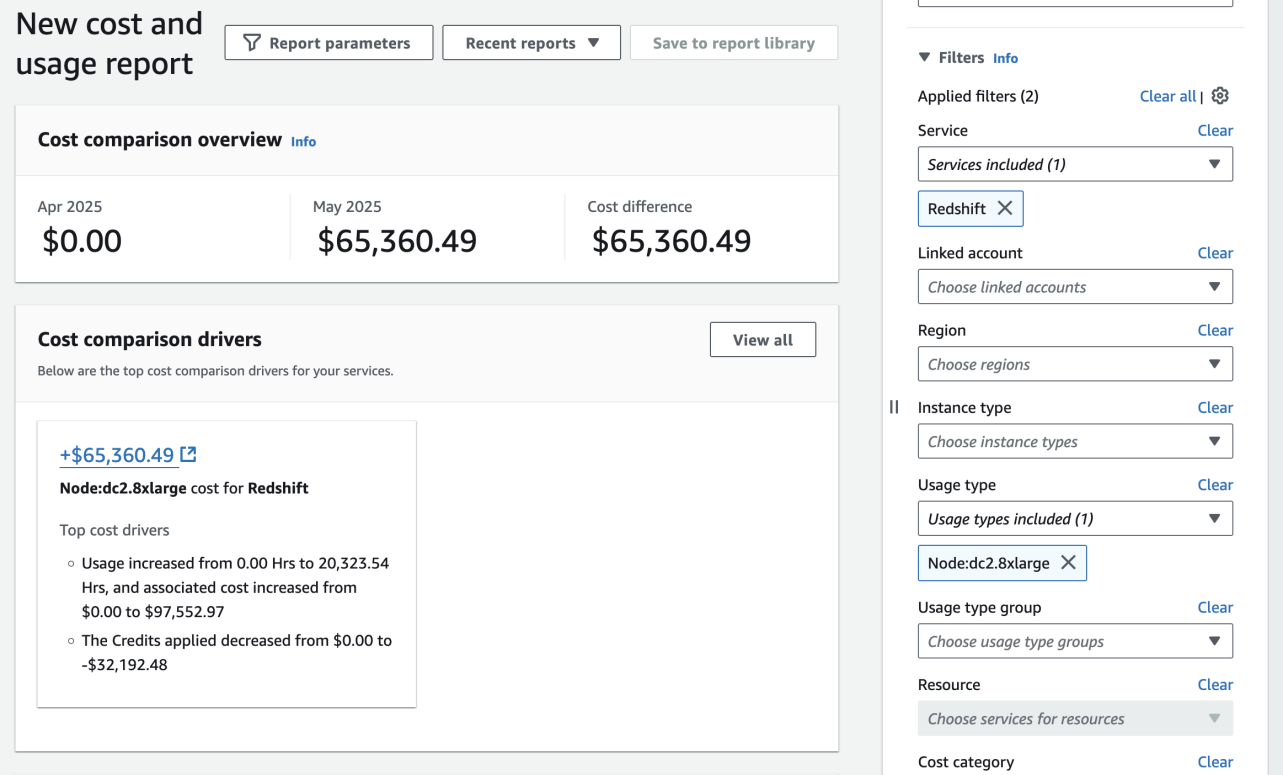 New cost and
usage report
Report parameters
Recent reports
Save to report library
Cost comparison overview Info
Apr 2025
$0.00
May 2025
$65,360.49
Cost difference
$65,360.49
Cost comparison drivers
View all
Below are the top cost comparison drivers for your services.
+$65,360.49
Node:dc2.8xlarge cost for Redshift
Top cost drivers
Usage increased from 0.00 Hrs to 20,323.54
Hrs, and associated cost increased from
$0.00 to $97,552.97
The Credits applied decreased from $0.00 to
-$32,192.48
Filters Info
Applied filters (2)
Clear all |
Service
Clear
Services included (1)
Redshift
Linked account
Clear
Choose linked accounts
Region
Clear
Choose regions
Instance type
Clear
Choose instance types
Usage type
Clear
Usage types included (1)
Node:dc2.8xlarge
Usage type group
Clear
Choose usage type groups
Resource
Clear
Choose services for resources
Cost category
Clear